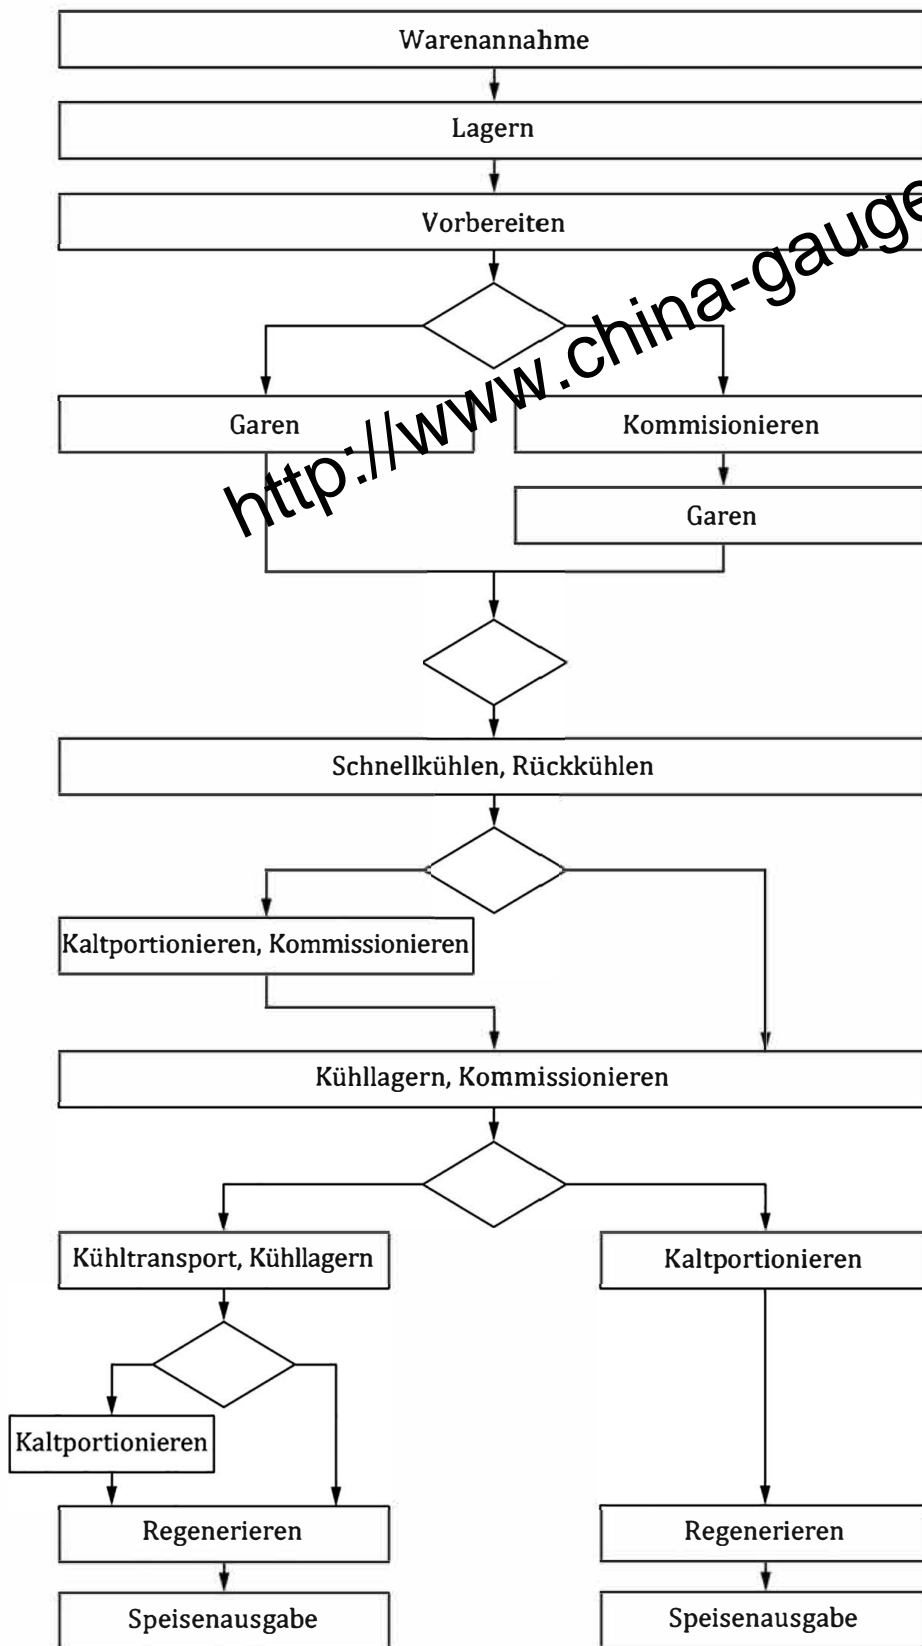 Warenannahme
Lagern
Vorbereiten
http://www.china-gauge
Garen
Kommisionieren
Garen
Schnellkühlen, Rückkühlen
Kaltportionieren, Kommissionieren
Kühllagern, Kommissionieren
Kühltransport, Kühllagern
Kaltportionieren
Kaltportionieren
Regenerieren
Regenerieren
Speisenausgabe
Speisenausgabe